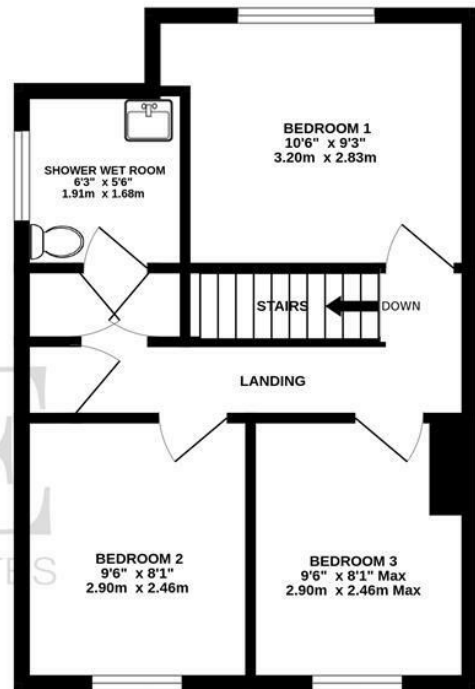 BEDROOM 1
10'6" x 9'3"
3.20m x 2.83m
SHOWER WET ROOM
6'3" x 5'6"
1.91m x 1.68m
STAIRS
DOWN
LANDING
BEDROOM 2
9'6" x 8'1"
2.90m x 2.46m
BEDROOM 3
9'6" x 8'1" Max
2.90m x 2.46m Max